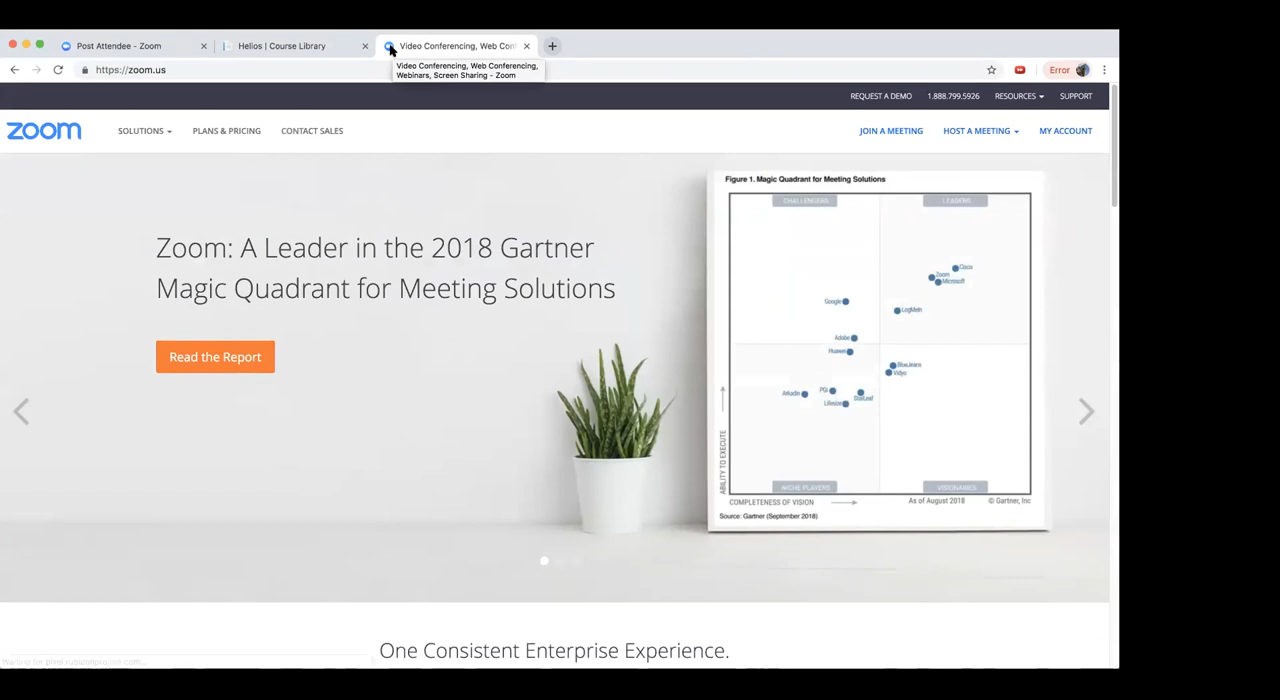 Post Attendee - Zoom
Helios | Course Library
Video Conferencing, Web Con
https://zoom.us
Video Conferencing, Web Conferencing,
Webinars, Screen Sharing - Zoom
Error
REQUEST A DEMO
1.888.799.5926
RESOURCES
SUPPORT
zoom
SOLUTIONS
PLANS & PRICING
CONTACT SALES
JOIN A MEETING
HOST A MEETING
MY ACCOUNT
Zoom: A Leader in the 2018 Gartner
Magic Quadrant for Meeting Solutions
Read the Report
Figure 1. Magic Quadrant for Meeting Solutions
CHALLENGERS
LEADERS
Cisco
Zoom
Microsoft
Google
LogMeIn
Adobe
Huawei
BlueJeans
Vidyo
Arkadin
PGi
StarLeaf
Lifesize
ABILITY TO EXECUTE
NICHE PLAYERS
VISIONARIES
COMPLETENESS OF VISION
As of August 2018
© Gartner, Inc
Source: Gartner (September 2018)
One Consistent Enterprise Experience.
Waiting for pixel.rubiconproject.com...